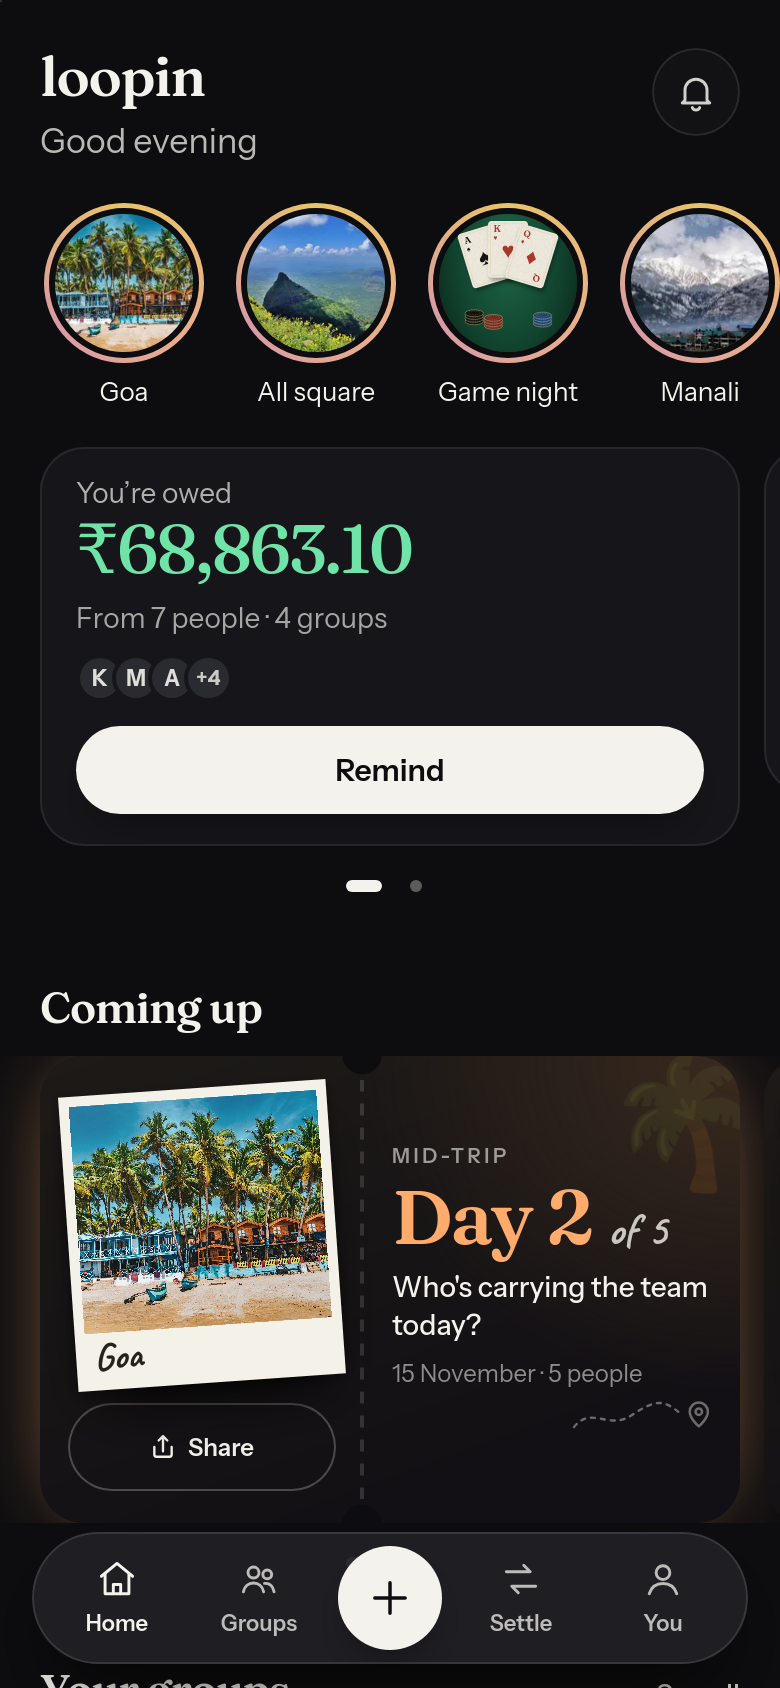 loopin
Good evening
Goa
All square
Game night
Manali
You’re owed
₹68,863.10
From 7 people · 4 groups
K M A +4
Remind
Coming up
MID-TRIP
Day 2 of 5
Who's carrying the team
today?
15 November · 5 people
Goa
Share
Home
Groups
Settle
You
Your groups